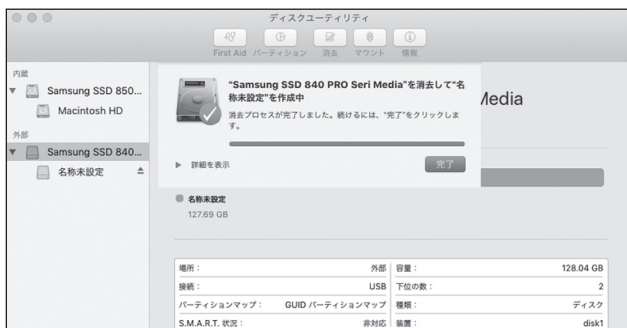 ディスクユーティリティ
First Aid パーティション 消去 マウント 情報
内蔵
Samsung SSD 850...
Macintosh HD
外部
Samsung SSD 840...
名称未設定
"Samsung SSD 840 PRO Seri Media"を消去して"名
称未設定"を作成中
消去プロセスが完了しました。続けるには、"完了"をクリックしま
す。
詳細を表示
完了
Media
名称未設定
127.69 GB
場所： 外部 容量： 128.04 GB
接続： USB 下位の数： 2
パーティションマップ： GUID パーティションマップ 種類： ディスク
S.M.A.R.T. 状況： 非対応 装置： disk1